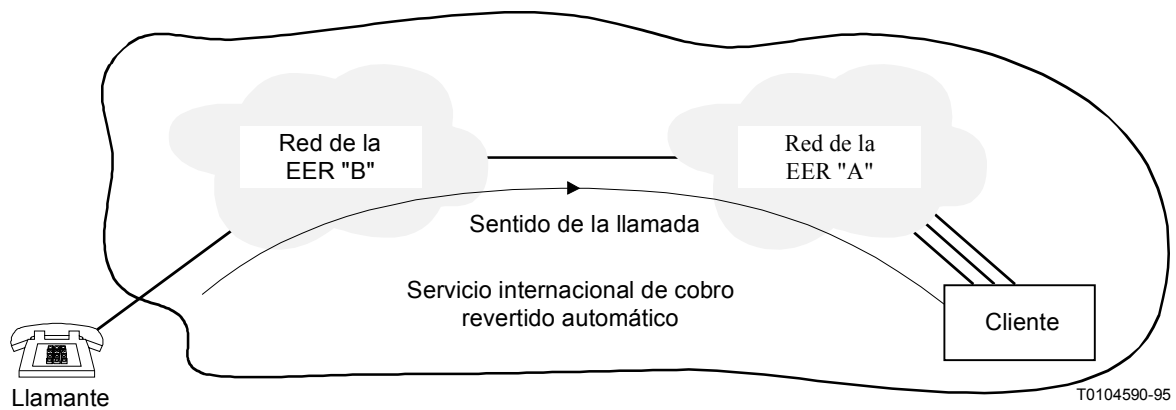 Red de la
EER "B"
Red de la
EER "A"
Sentido de la llamada
Servicio internacional de cobro
revertido automático
Cliente
Llamante
T0104590-95